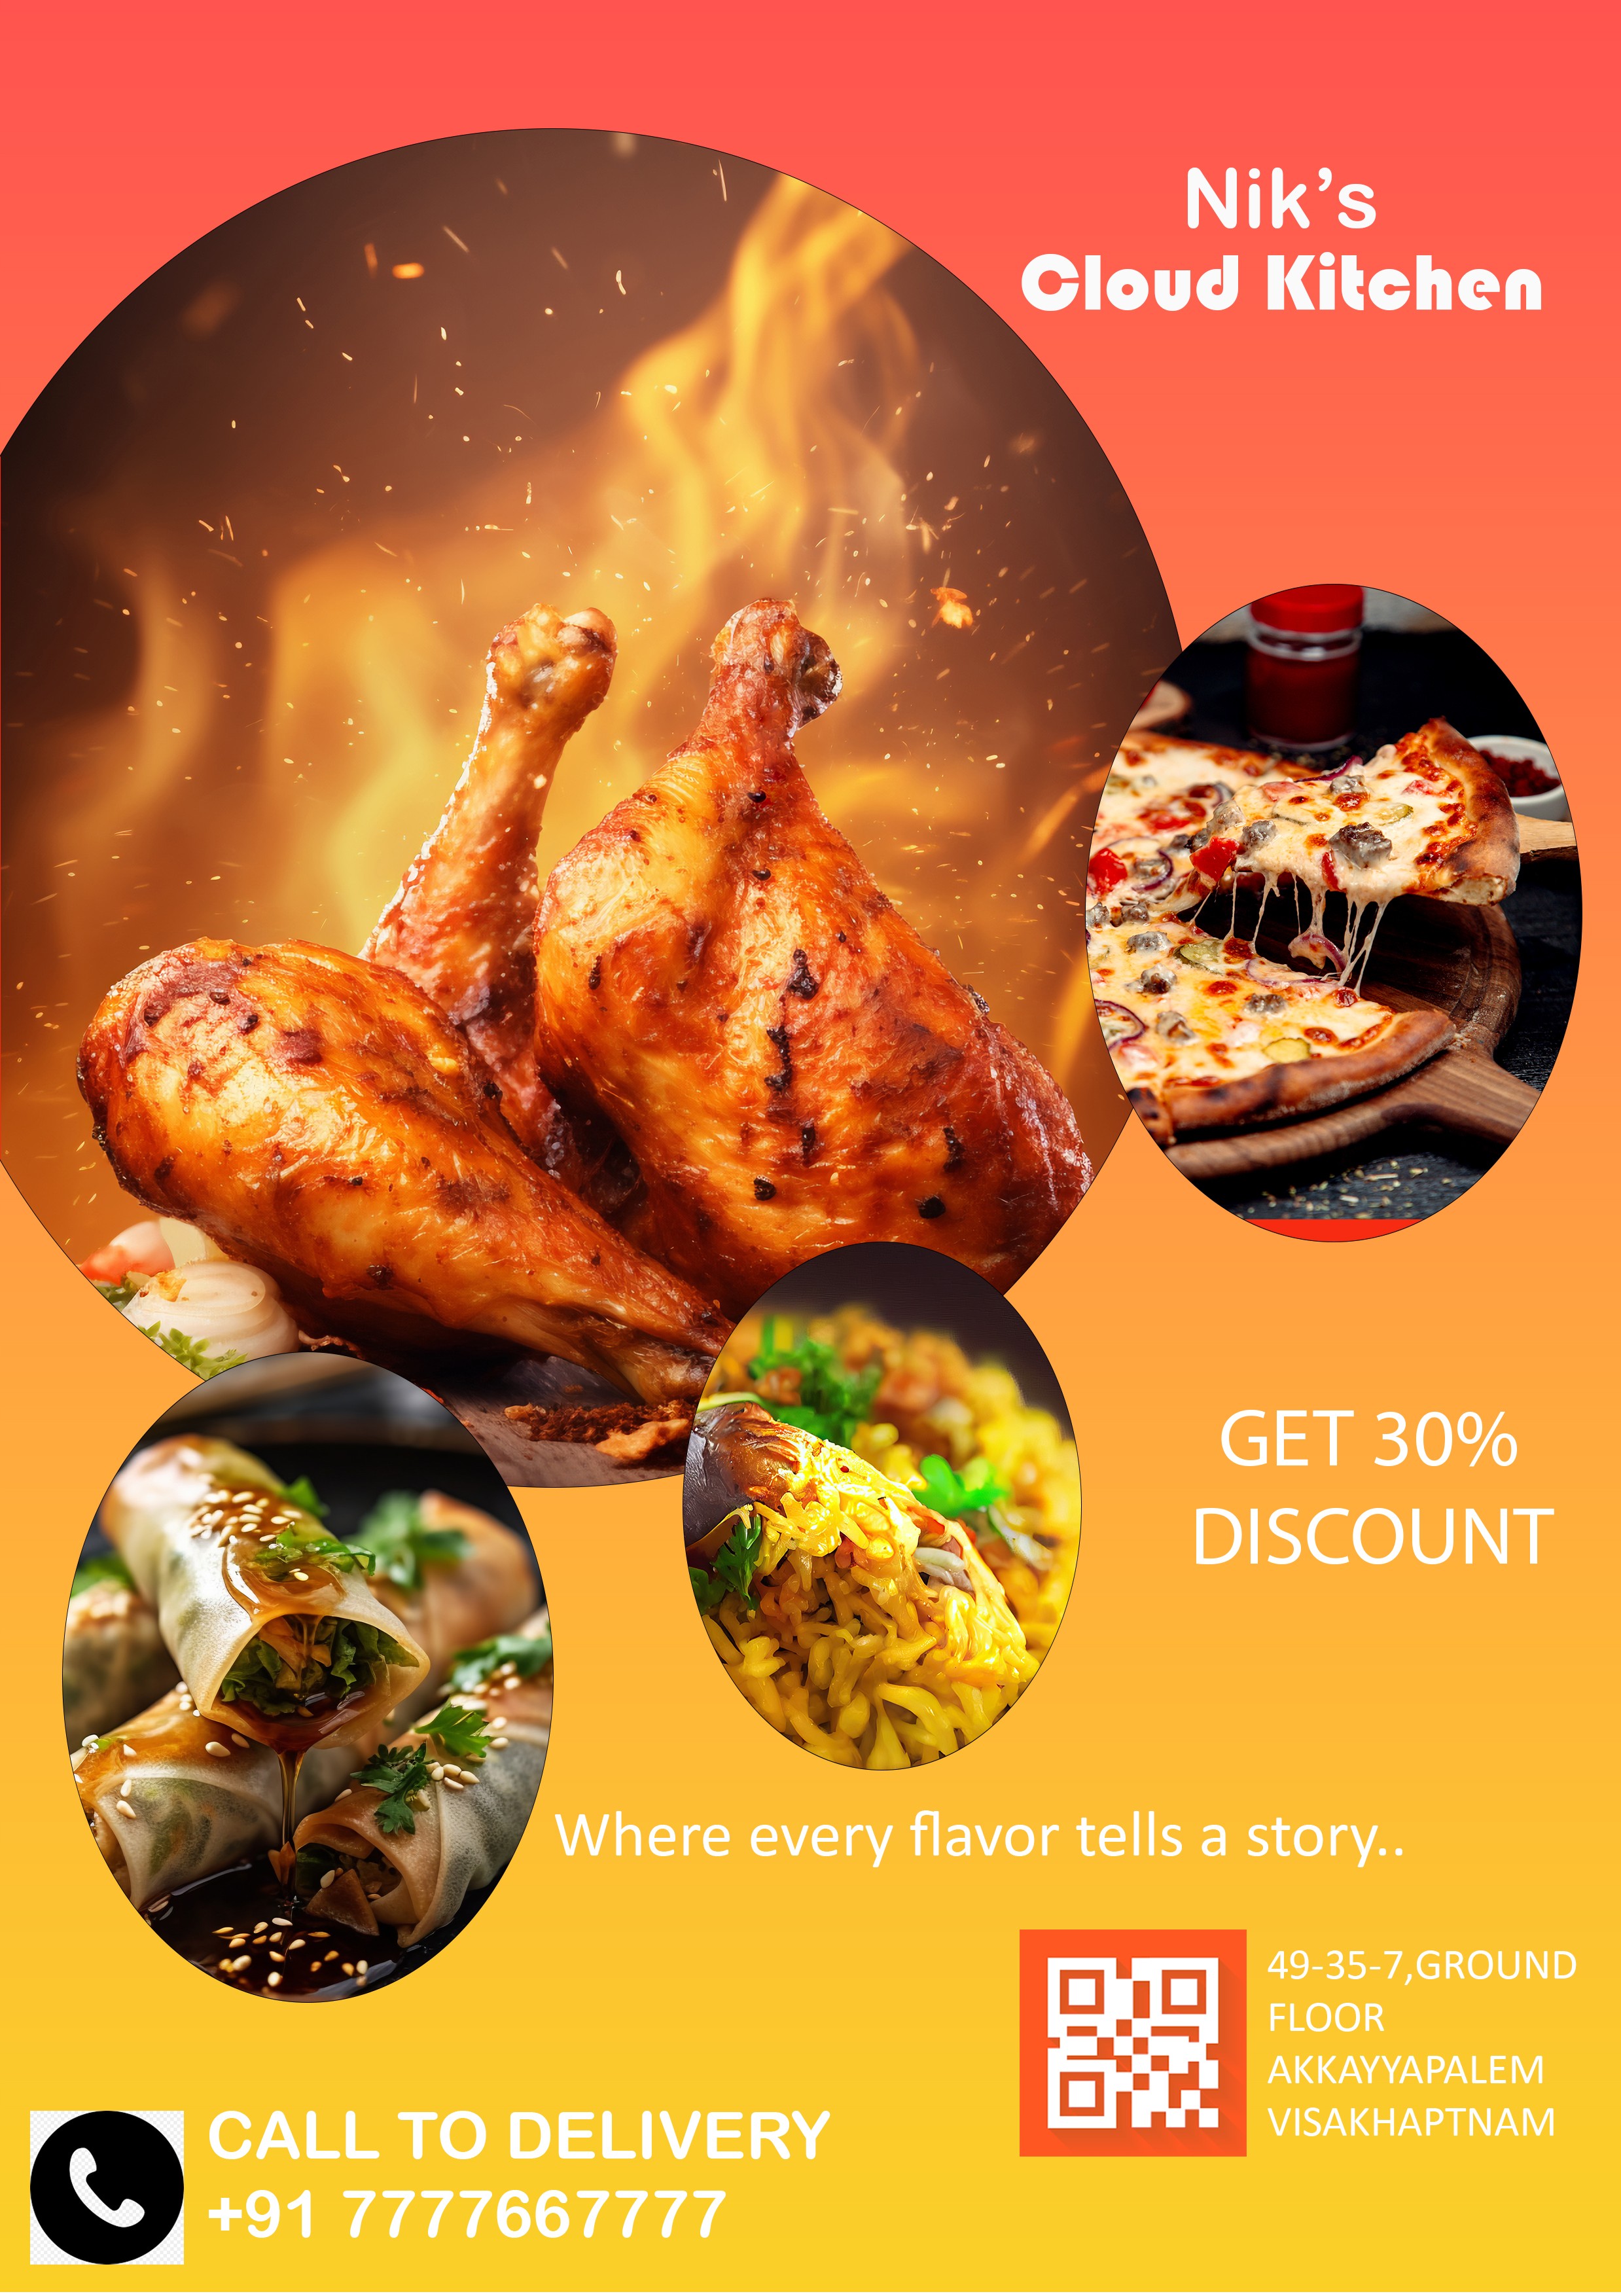 Nik’s
Cloud Kitchen
GET 30%
DISCOUNT
Where every flavor tells a story..
49-35-7,GROUND
FLOOR
AKKAYYAPALEM
VISAKHAPTNAM
CALL TO DELIVERY
+91 7777667777